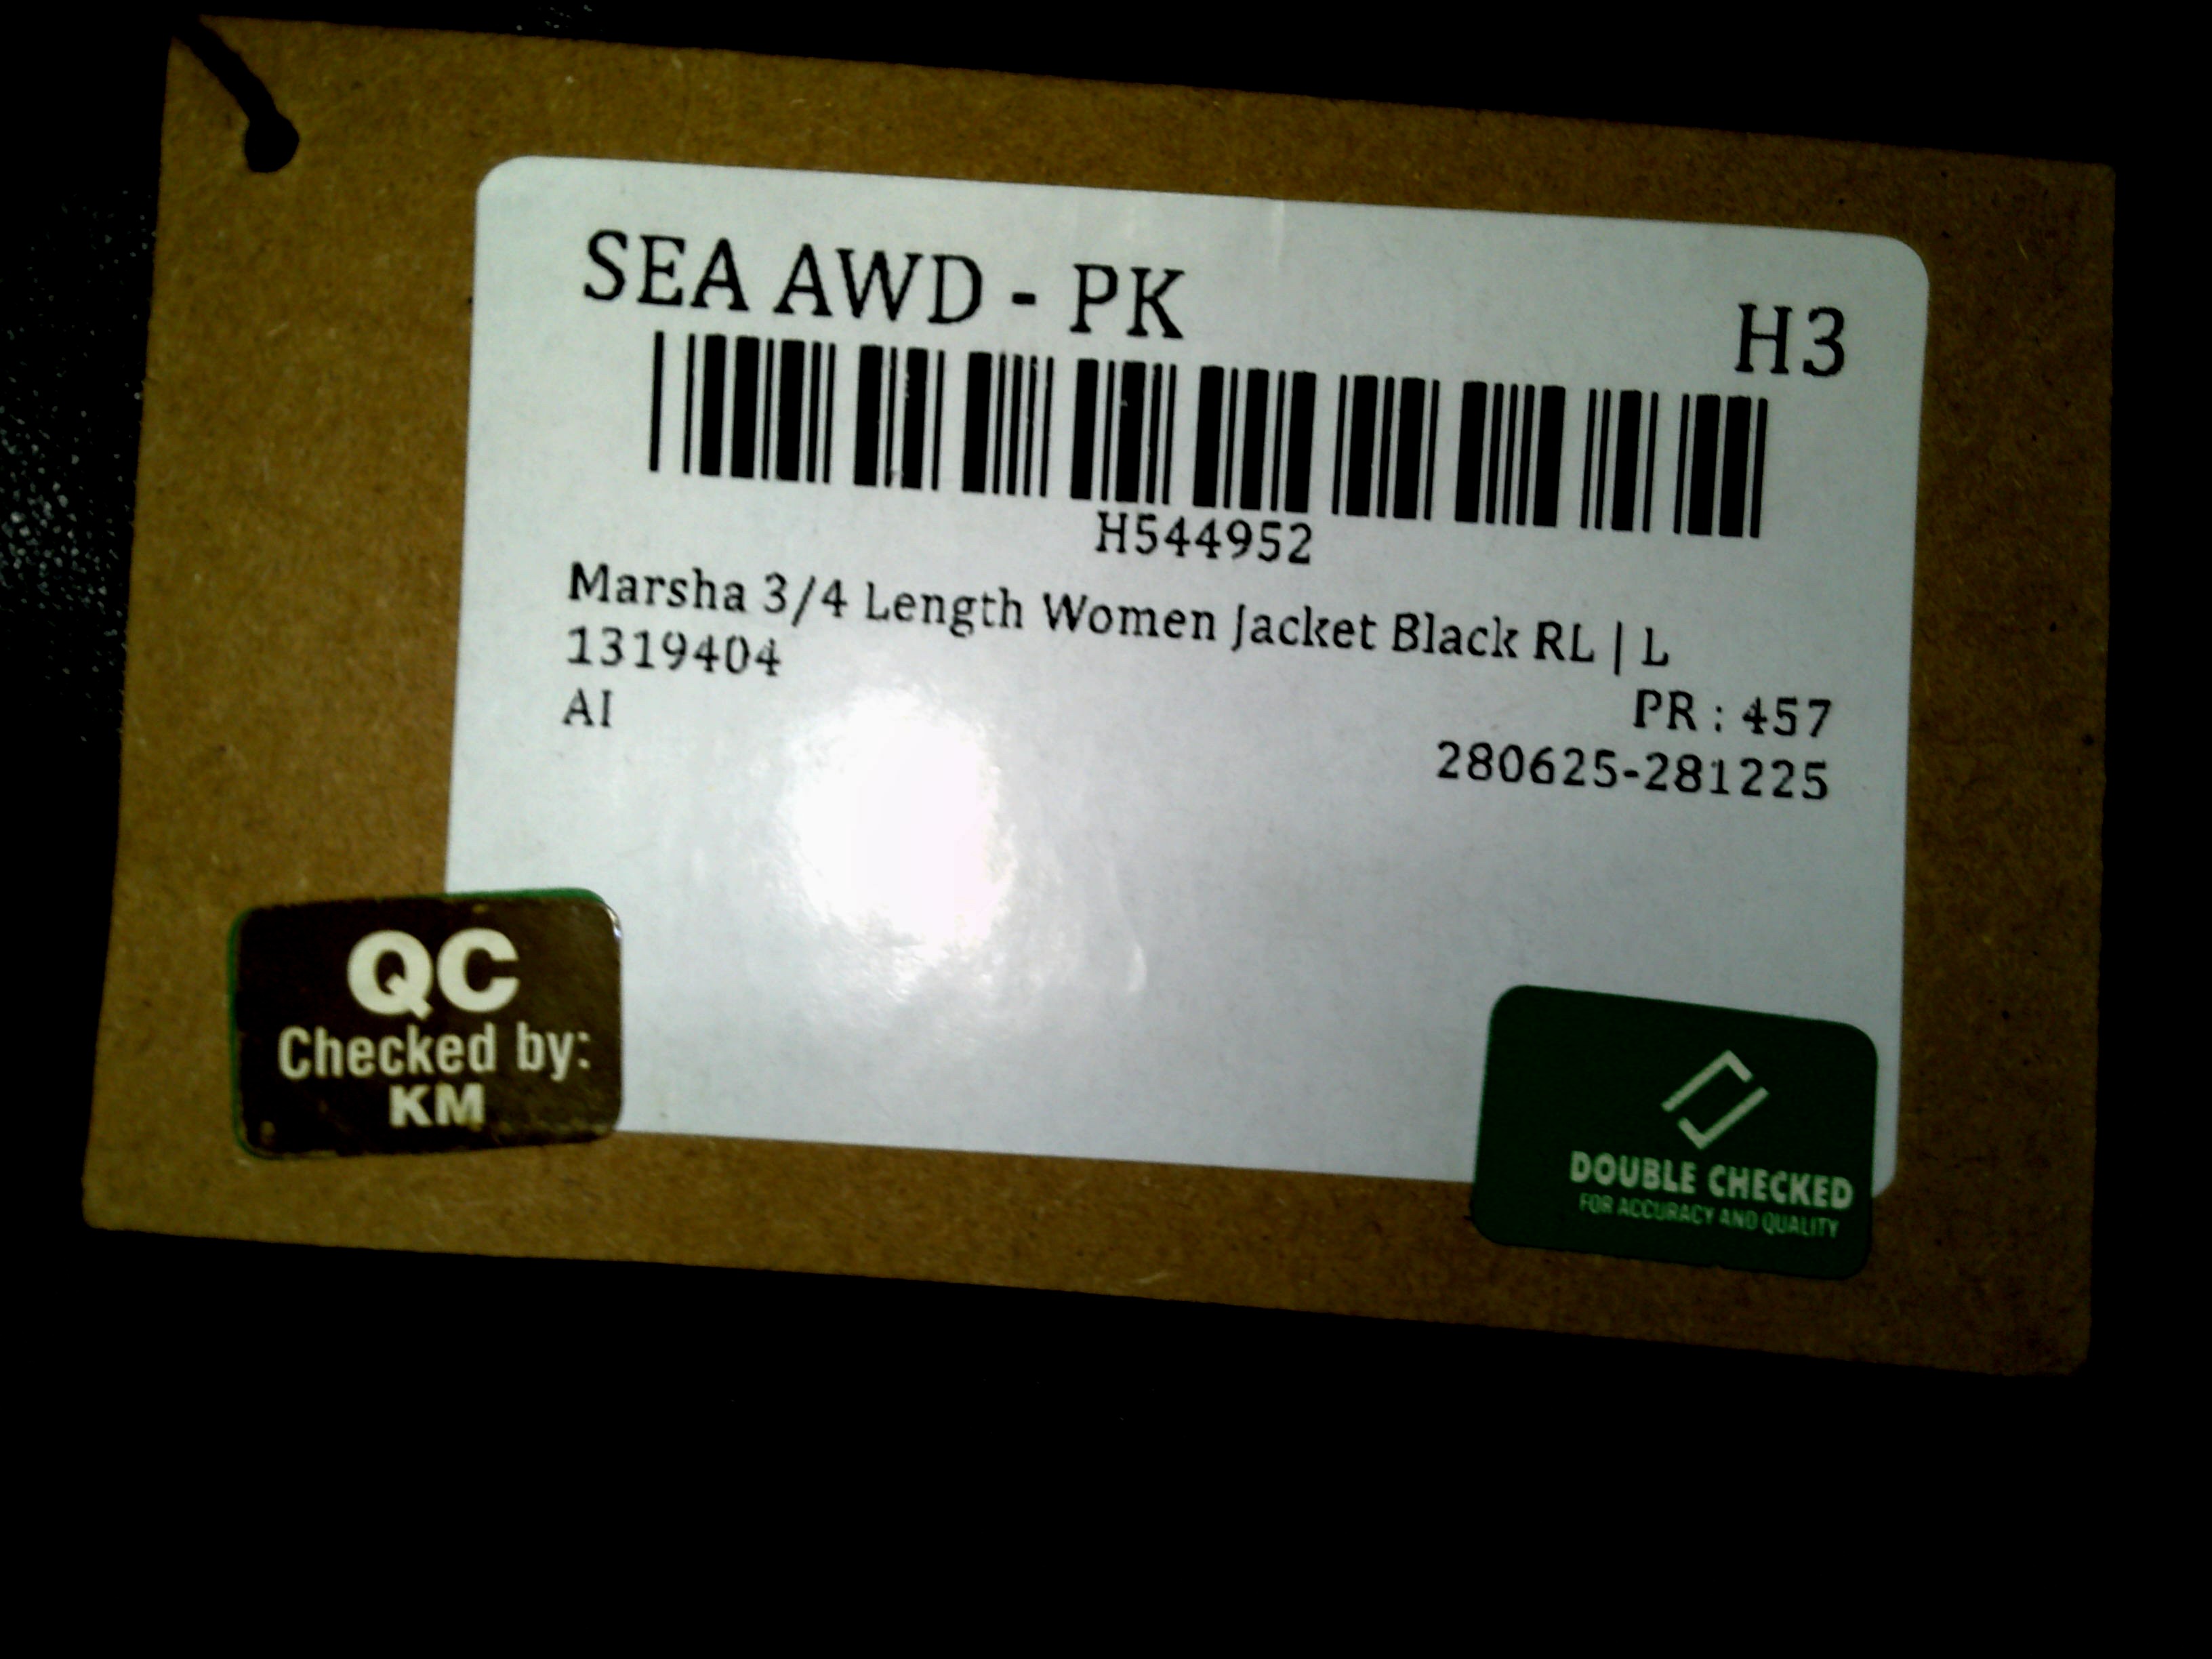 SEA AWD - PK
H3
H544952
Marsha 3/4 Length Women Jacket Black RL | L
1319404
PR : 457
AI
280625-281225
QC
Checked by:
KM
DOUBLE CHECKED
FOR ACCURACY AND QUALITY